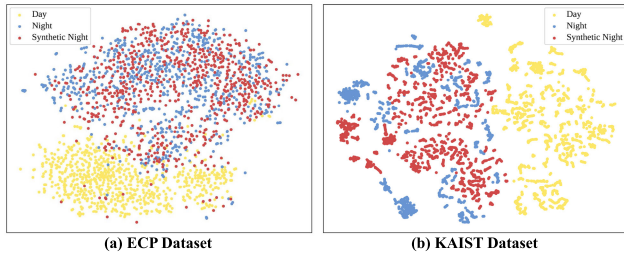 Day
Night
Synthetic Night
Day
Night
Synthetic Night
(a) ECP Dataset
(b) KAIST Dataset